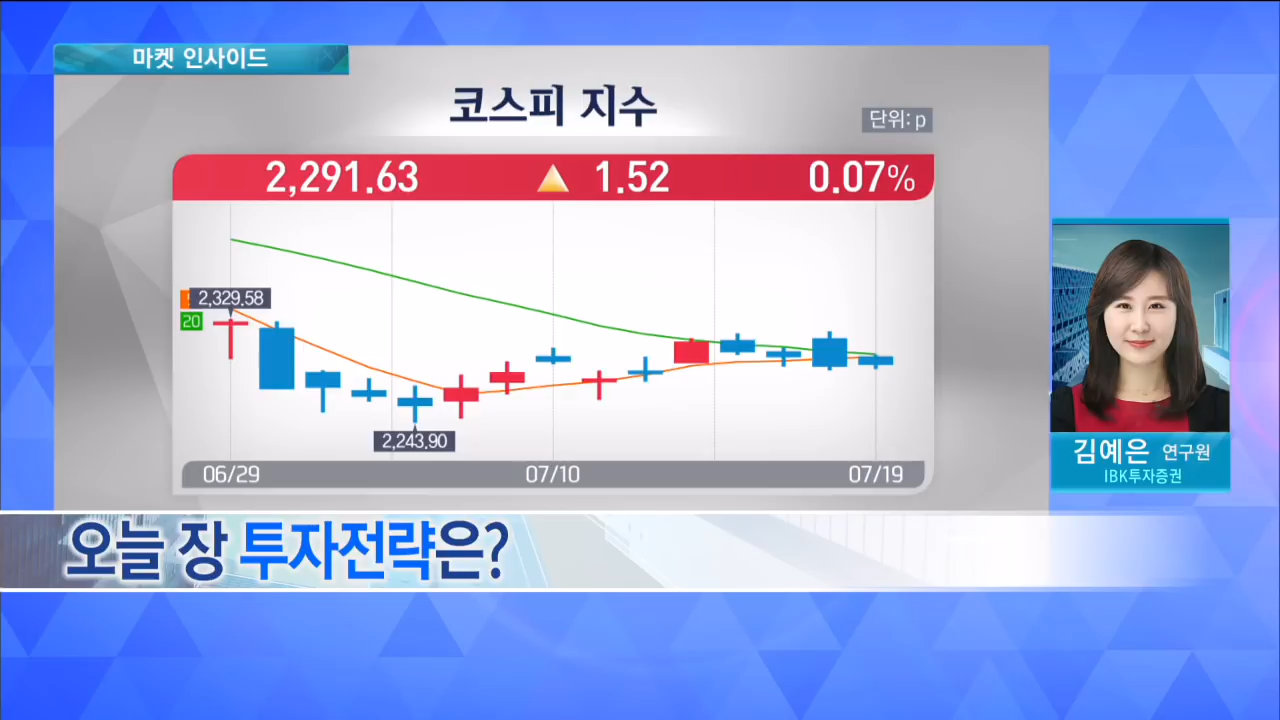 마켓 인사이드
코스피 지수
단위: p
2,291.63 ▲ 1.52 0.07%
2,329.58
20
2,243.90
06/29 07/10 07/19
김예은 연구원
IBK투자증권
오늘 장 투자전략은?